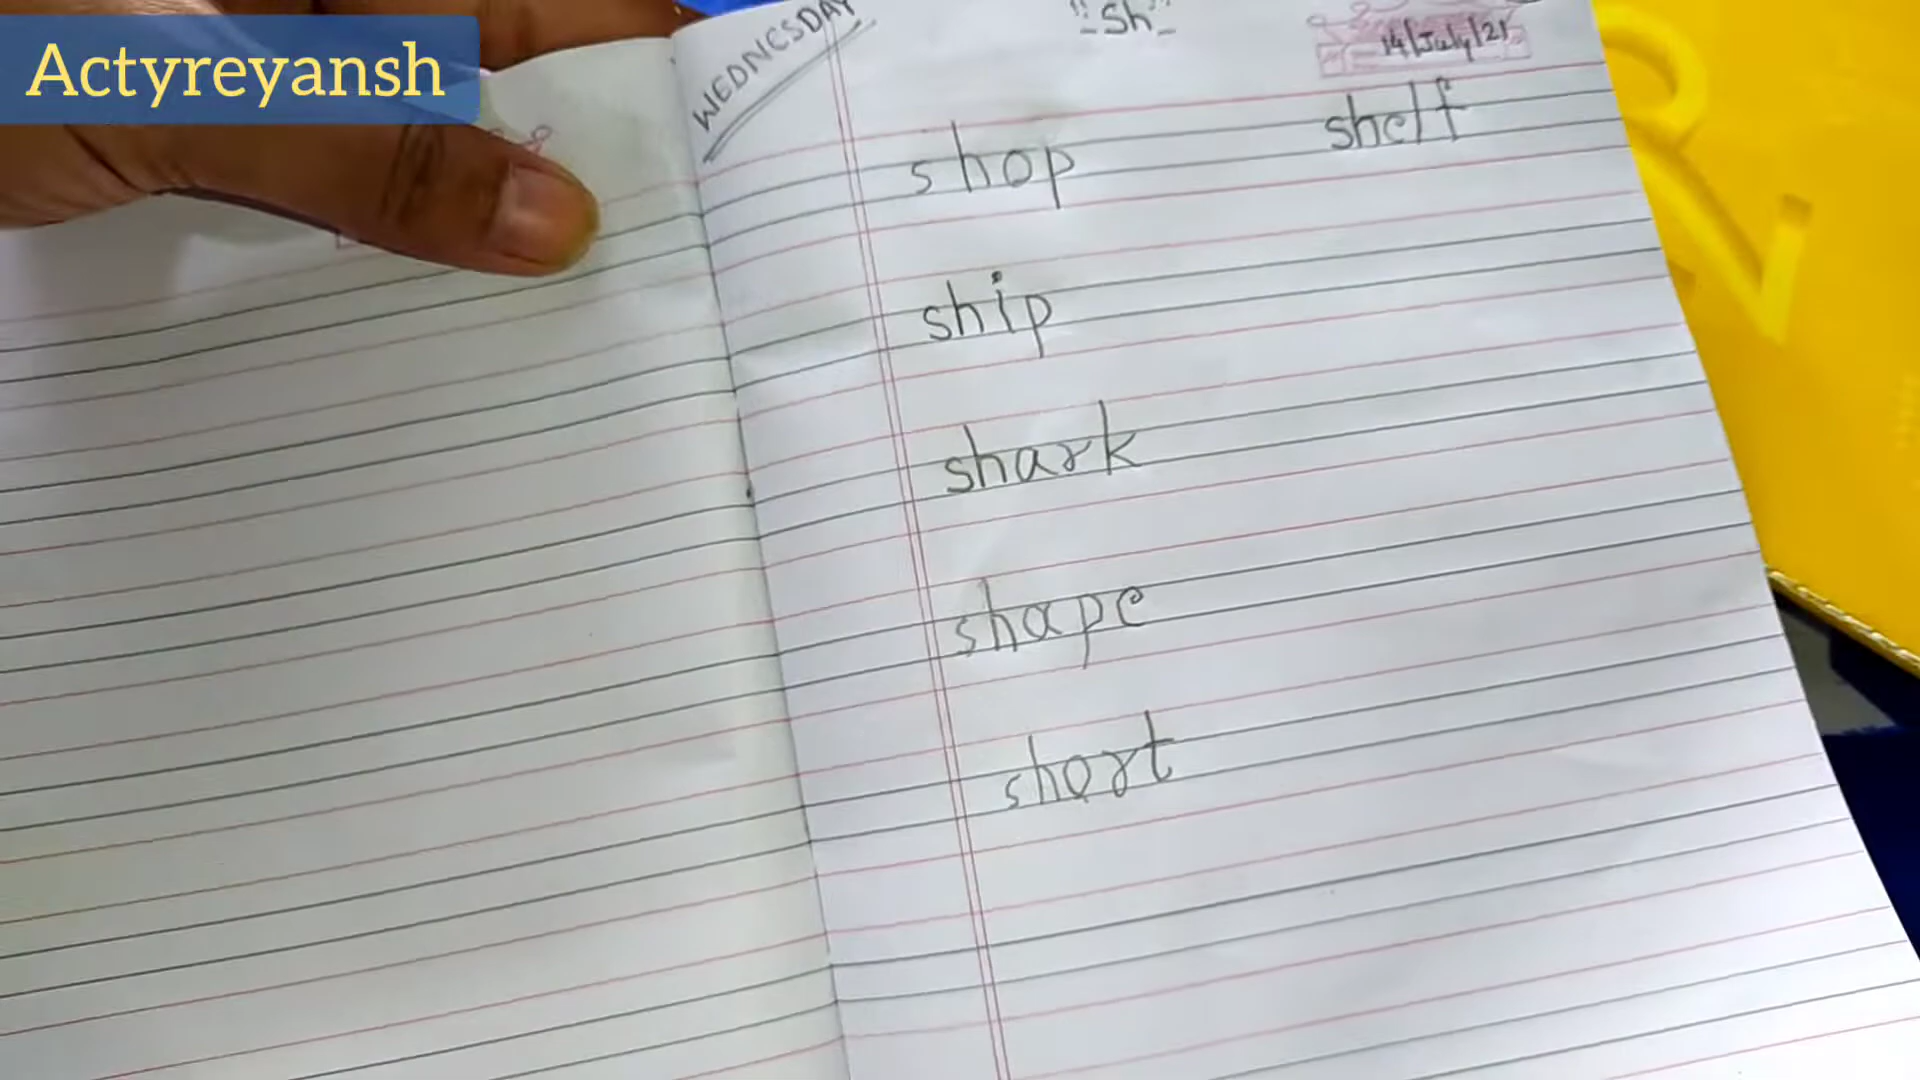 Actyreyansh
WEDNESDAY
"Sh"
14/July/21
shop
shelf
ship
shark
shape
short